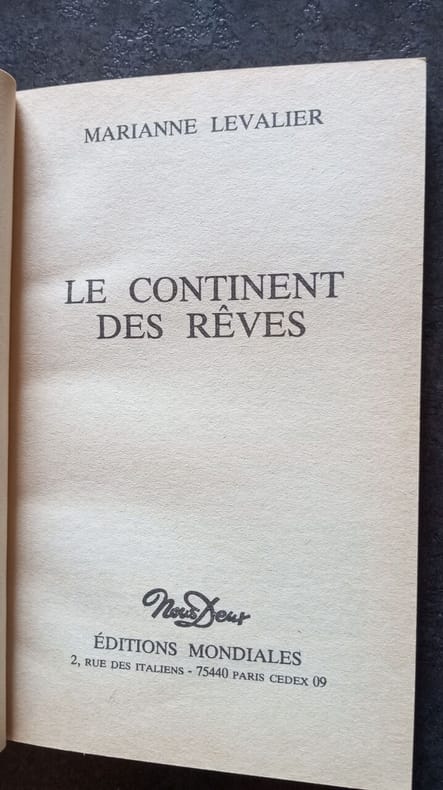 MARIANNE LEVALIER
LE CONTINENT
DES RÊVES
Nous Deux
ÉDITIONS MONDIALES
2, RUE DES ITALIENS - 75440 PARIS CEDEX 09